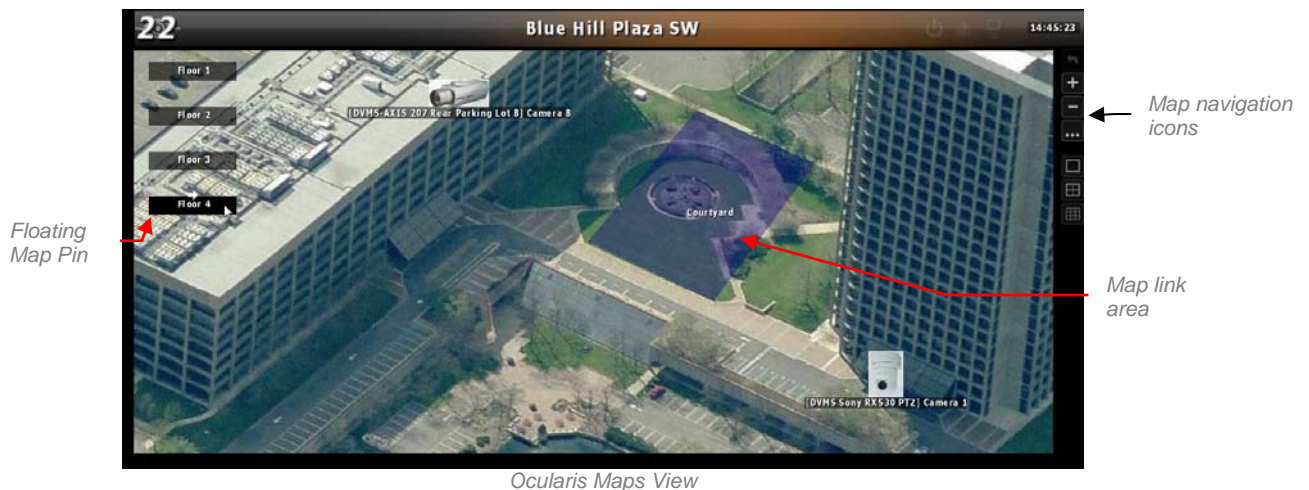 22
Blue Hill Plaza SW
14:45:23
Floor 1
Floor 2
Floor 3
Floor 4
[DVMS-AXIS 207 Rear Parking Lot B] Camera 8
Courtyard
[DVMS Sony RX530 PTZ] Camera 1
Map navigation
icons
Floating
Map Pin
Map link
area
Ocularis Maps View